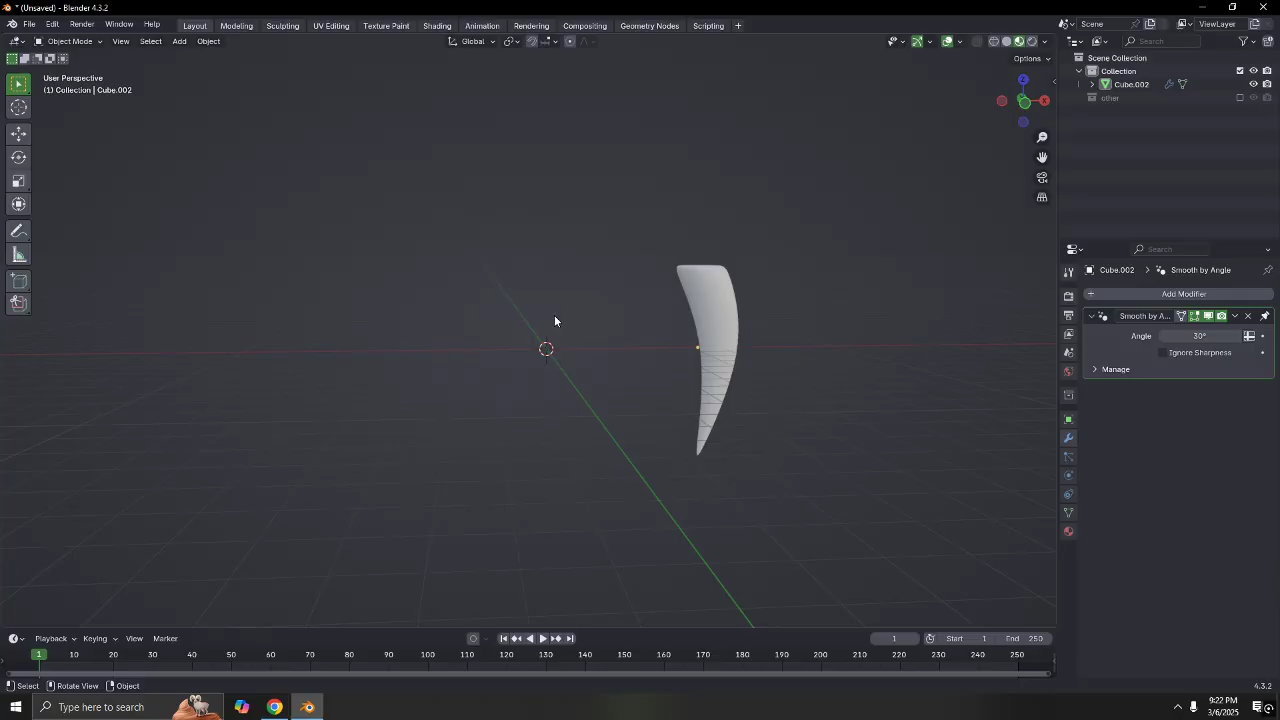 * (Unsaved) - Blender 4.3.2
File Edit Render Window Help Layout Modeling Sculpting UV Editing Texture Paint Shading Animation Rendering Compositing Geometry Nodes Scripting + Scene ViewLayer
Object Mode View Select Add Object Global Search
Options
User Perspective
(1) Collection | Cube.002
Z
X
Scene Collection
Collection
Cube.002
other
Search
Cube.002 > Smooth by Angle
+ Add Modifier
Smooth by A...
Angle 30°
Ignore Sharpness
Manage
Playback Keying View Marker 1 Start 1 End 250
1 10 20 30 40 50 60 70 80 90 100 110 120 130 140 150 160 170 180 190 200 210 220 230 240 250
Select Rotate View Object 4.3.2
Type here to search
9:22 PM
3/6/2025